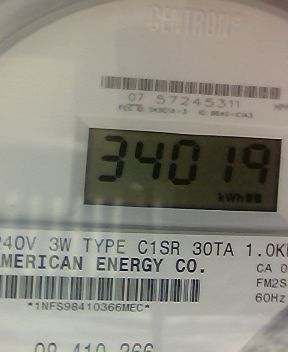 CENTRON®
07 57245311
34019
kWh
240V 3W TYPE C1SR 30TA 1.0K
AMERICAN ENERGY CO.
CA 0
FM2S
60Hz
*1NFS98410366MEC*
98 410 366